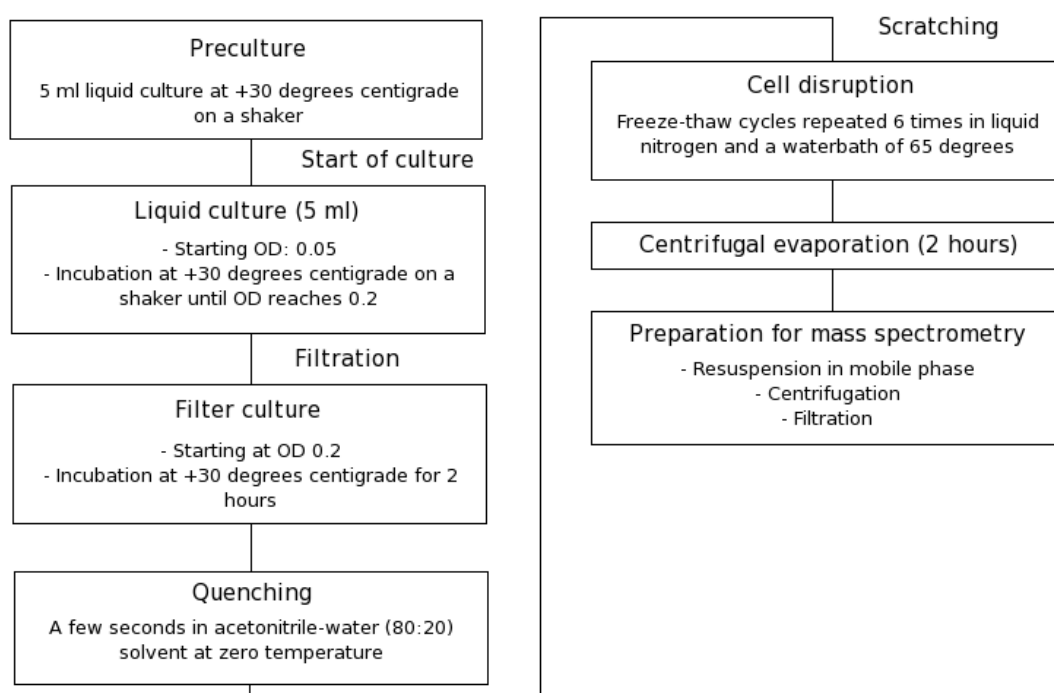 Preculture
5 ml liquid culture at +30 degrees centigrade
on a shaker
Start of culture
Liquid culture (5 ml)
- Starting OD: 0.05
- Incubation at +30 degrees centigrade on a
shaker until OD reaches 0.2
Filtration
Filter culture
- Starting at OD 0.2
- Incubation at +30 degrees centigrade for 2
hours
Quenching
A few seconds in acetonitrile-water (80:20)
solvent at zero temperature
Scratching
Cell disruption
Freeze-thaw cycles repeated 6 times in liquid
nitrogen and a waterbath of 65 degrees
Centrifugal evaporation (2 hours)
Preparation for mass spectrometry
- Resuspension in mobile phase
- Centrifugation
- Filtration